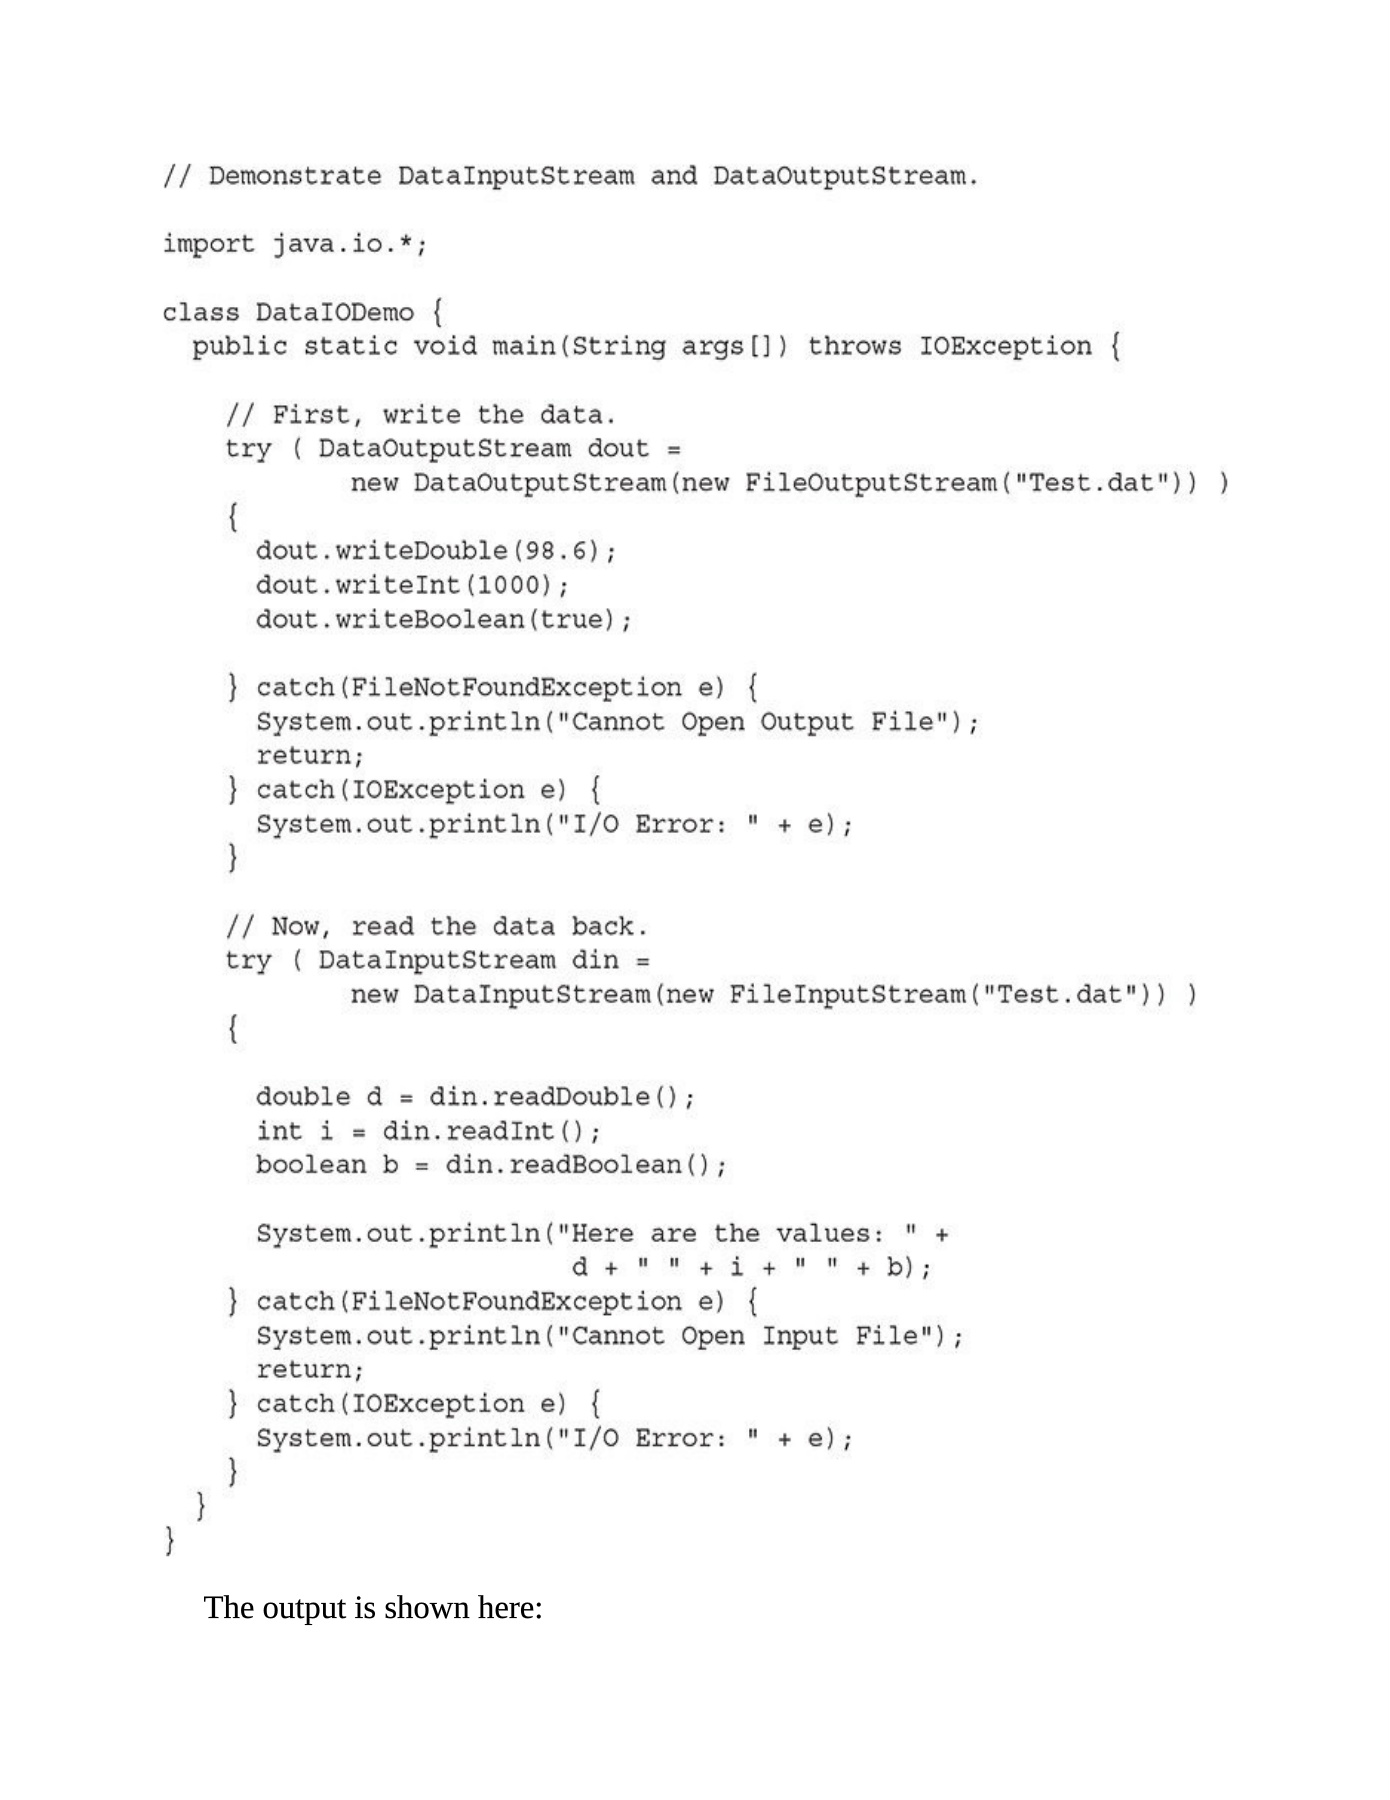 // Demonstrate DataInputStream and DataOutputStream.

import java.io.*;

class DataIODemo {
  public static void main(String args[]) throws IOException {

    // First, write the data.
    try ( DataOutputStream dout =
            new DataOutputStream(new FileOutputStream("Test.dat")) )
    {
      dout.writeDouble(98.6);
      dout.writeInt(1000);
      dout.writeBoolean(true);

    } catch(FileNotFoundException e) {
      System.out.println("Cannot Open Output File");
      return;
    } catch(IOException e) {
      System.out.println("I/O Error: " + e);
    }

    // Now, read the data back.
    try ( DataInputStream din =
            new DataInputStream(new FileInputStream("Test.dat")) )
    {

      double d = din.readDouble();
      int i = din.readInt();
      boolean b = din.readBoolean();

      System.out.println("Here are the values: " +
                          d + " " + i + " " + b);
    } catch(FileNotFoundException e) {
      System.out.println("Cannot Open Input File");
      return;
    } catch(IOException e) {
      System.out.println("I/O Error: " + e);
    }
  }
}
The output is shown here: